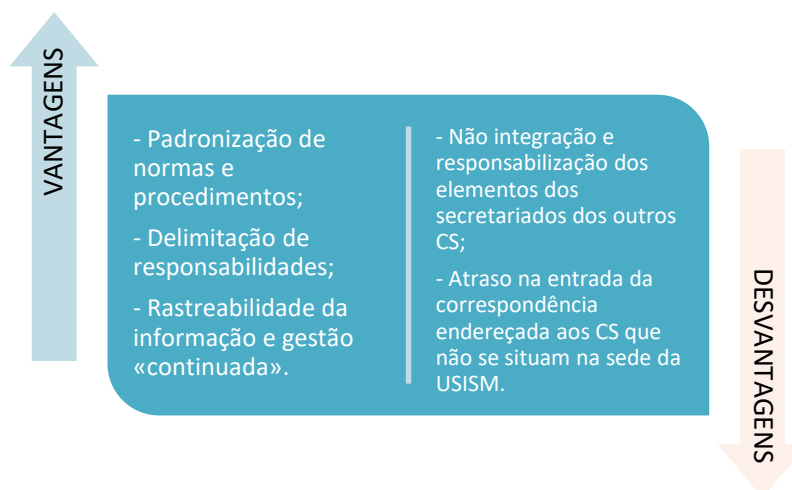 VANTAGENS
- Padronização de
normas e
procedimentos;
- Delimitação de
responsabilidades;
- Rastreabilidade da
informação e gestão
«continuada».
- Não integração e
responsabilização dos
elementos dos
secretariados dos outros
CS;
- Atraso na entrada da
correspondência
endereçada aos CS que
não se situam na sede da
USISM.
DESVANTAGENS